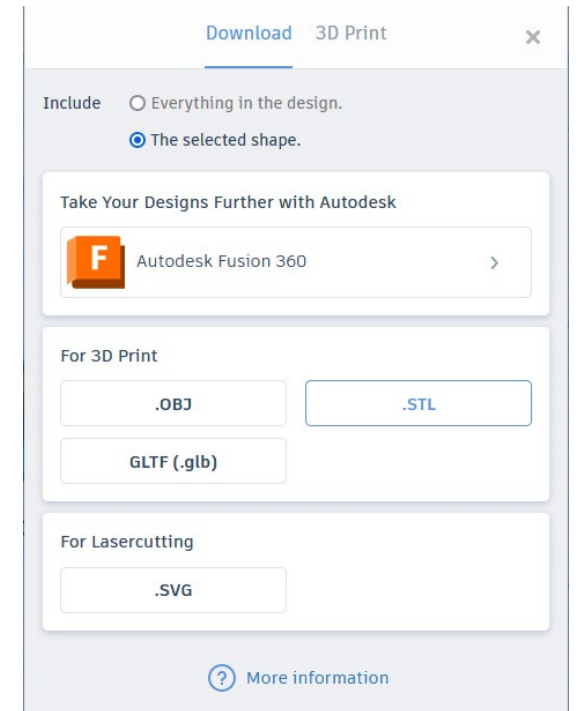 Download 3D Print ×
Include Everything in the design.
The selected shape.
Take Your Designs Further with Autodesk
F Autodesk Fusion 360 >
For 3D Print
.OBJ .STL
GLTF (.glb)
For Lasercutting
.SVG
? More information